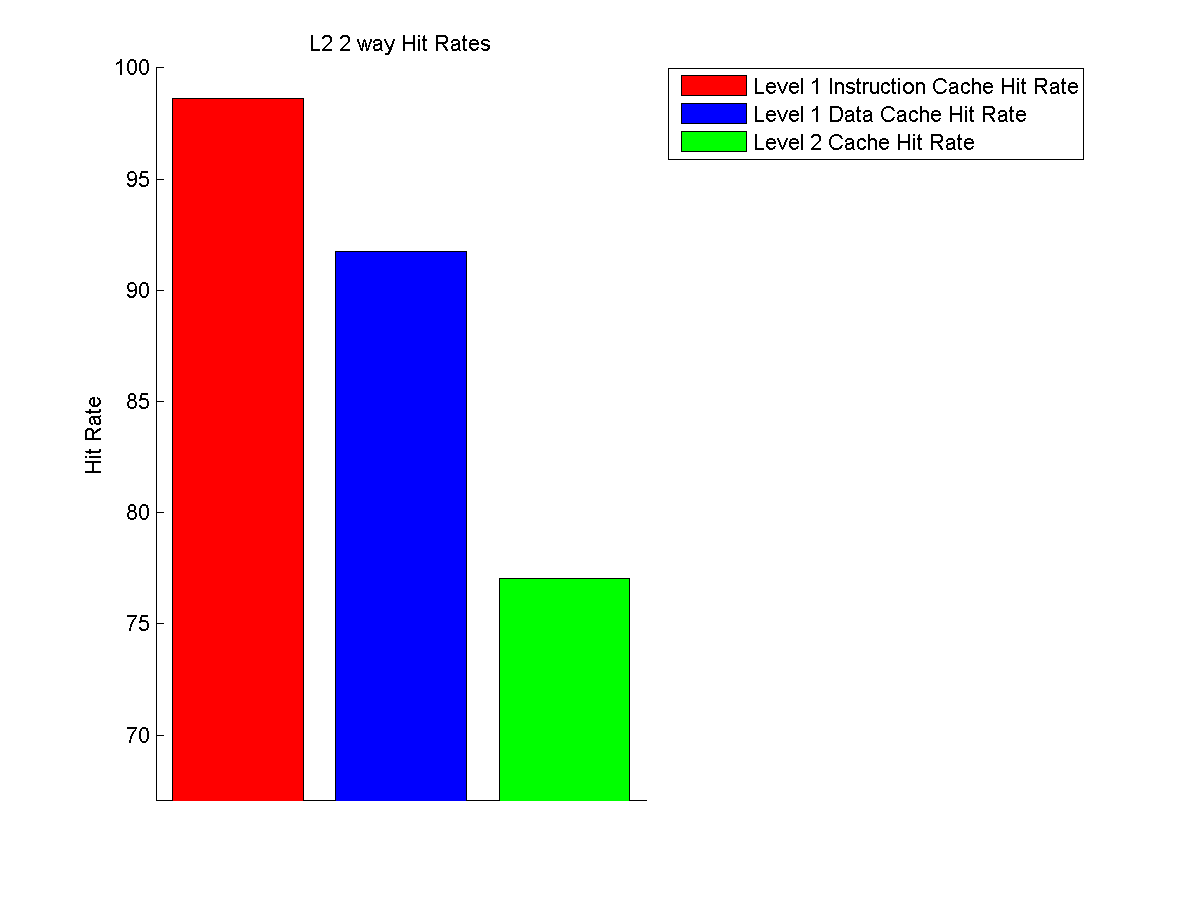 L2 2 way Hit Rates
100
95
90
85
80
75
70
Hit Rate
Level 1 Instruction Cache Hit Rate
Level 1 Data Cache Hit Rate
Level 2 Cache Hit Rate